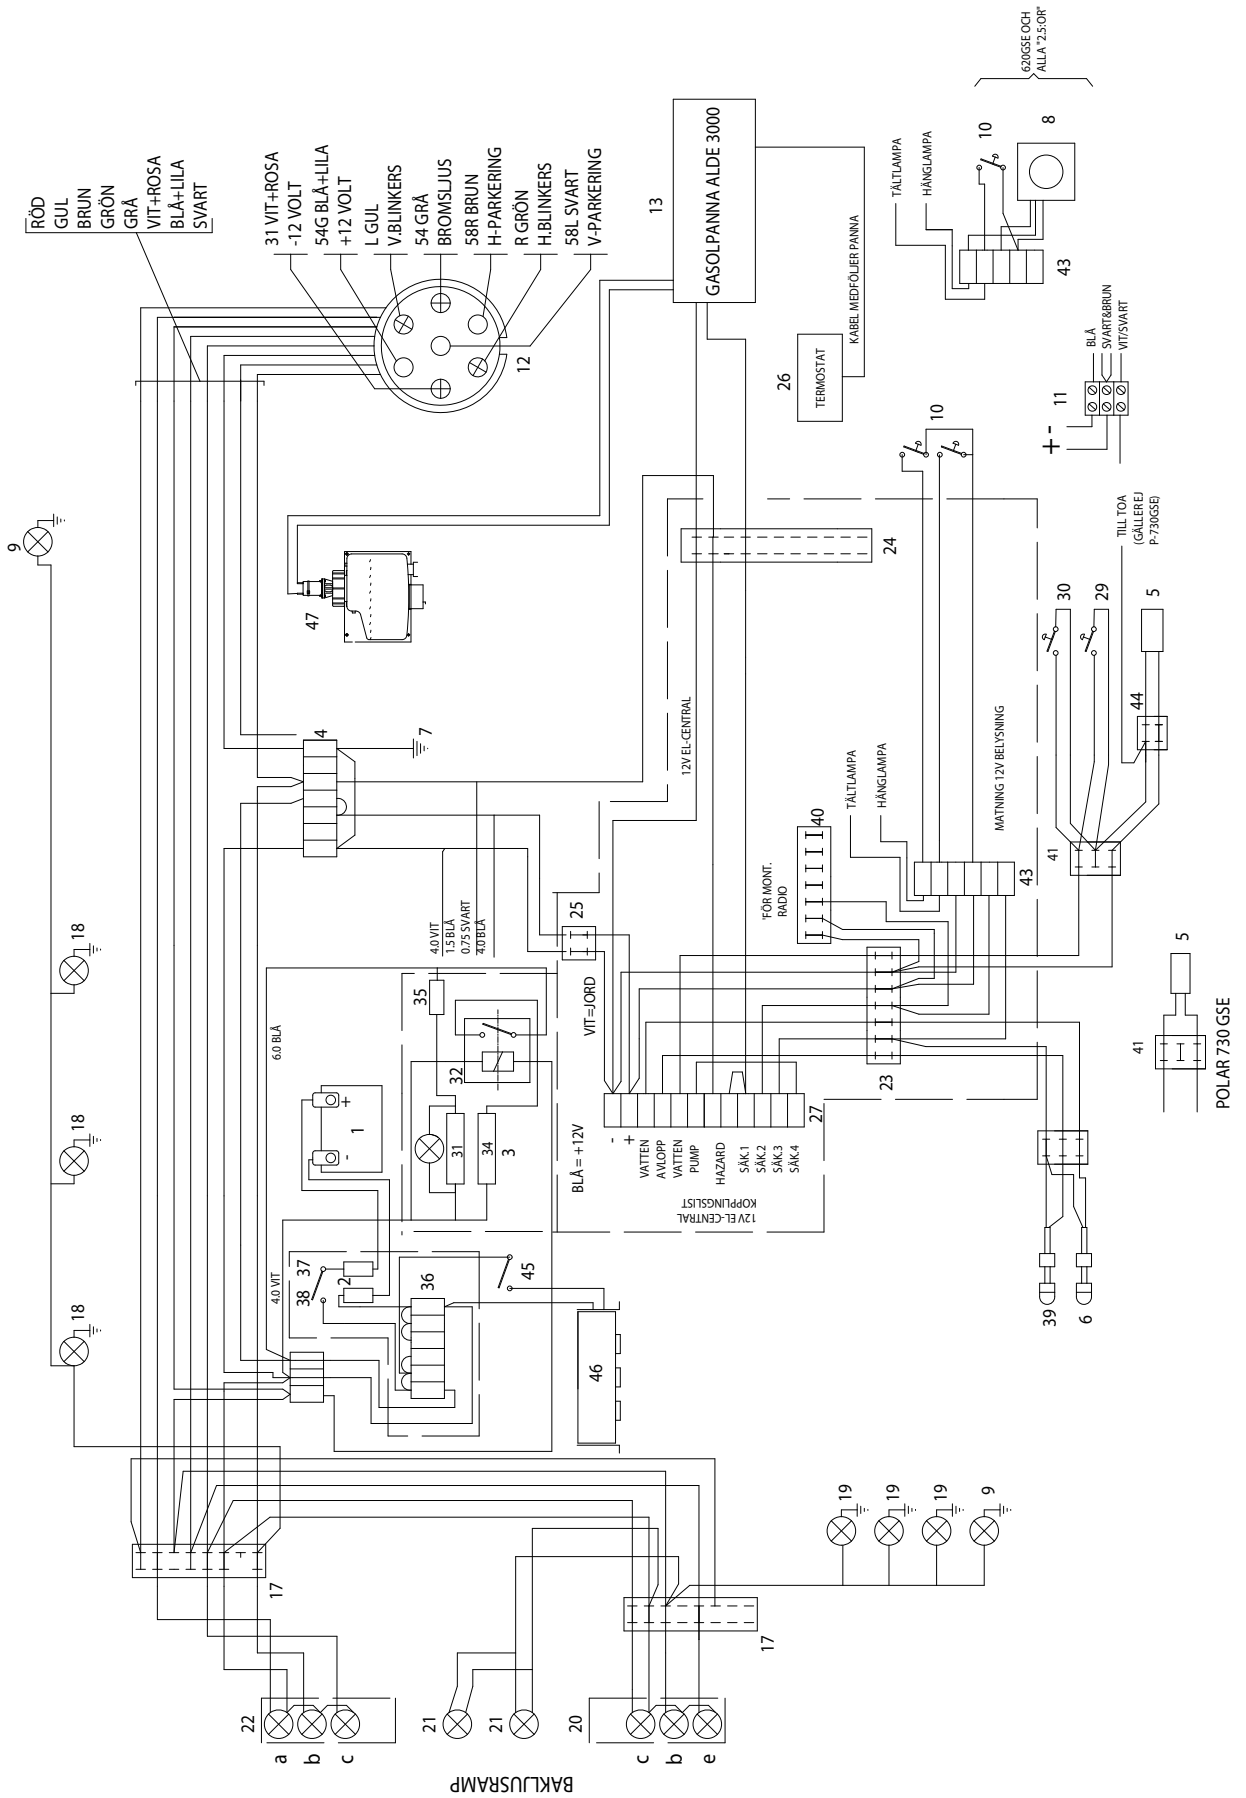 RÖD
GUL
BRUN
GRÖN
GRÅ
VIT+ROSA
BLÅ+LILA
SVART
31 VIT+ROSA
-12 VOLT
54G BLÅ+LILA
+12 VOLT
L GUL
V.BLINKERS
54 GRÅ
BROMSLJUS
58R BRUN
H-PARKERING
R GRÖN
H.BLINKERS
58L SVART
V-PARKERING
12
9
18
18
18
47
4
7
13
GASOLPANNA ALDE 3000
KABEL MEDFÖLJER PANNA
26
TERMOSTAT
620GSE OCH
ALLA "2.5:OR"
TÄLTLAMPA
HÄNGLAMPA
10
8
43
11
BLÅ
SVART&BRUN
VIT/SVART
+ -
10
24
12V EL-CENTRAL
TILL TOA
(GÄLLER EJ
P-730GSE)
30
29
5
44
41
MATNING 12V BELYSNING
43
TÄLTLAMPA
HÄNGLAMPA
40
"FÖR MONT.
RADIO
4.0 VIT
1.5 BLÅ
0.75 SVART
4.0 BLÅ
25
VIT=JORD
BLÅ = +12V
6.0 BLÅ
35
32
31
34
3
1
+
-
4.0 VIT
37
38
2
36
45
46
-
+
VATTEN
AVLOPP
VATTEN
PUMP
HAZARD
SÄK.1
SÄK.2
SÄK.3
SÄK.4
12V EL-CENTRAL
KOPPLINGSLIST
27
23
39
6
5
41
POLAR 730 GSE
17
17
19
19
19
9
22
a
b
c
21
21
20
c
b
e
BAKLJUSRAMP